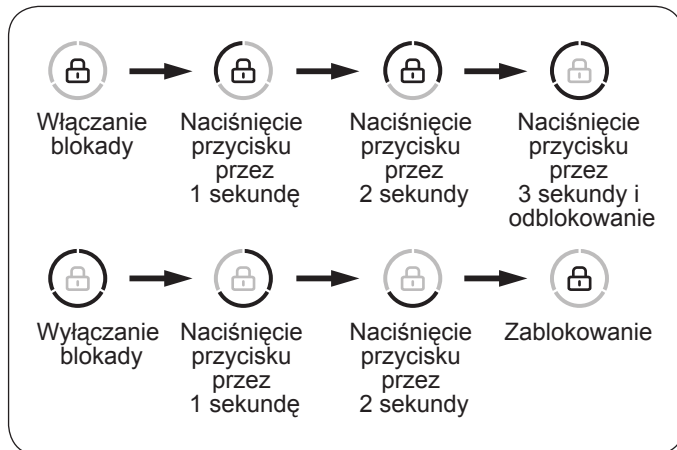 Włączanie
blokady
Naciśnięcie
przycisku
przez
1 sekundę
Naciśnięcie
przycisku
przez
2 sekundy
Naciśnięcie
przycisku
przez
3 sekundy i
odblokowanie
Wyłączanie
blokady
Naciśnięcie
przycisku
przez
1 sekundę
Naciśnięcie
przycisku
przez
2 sekundy
Zablokowanie